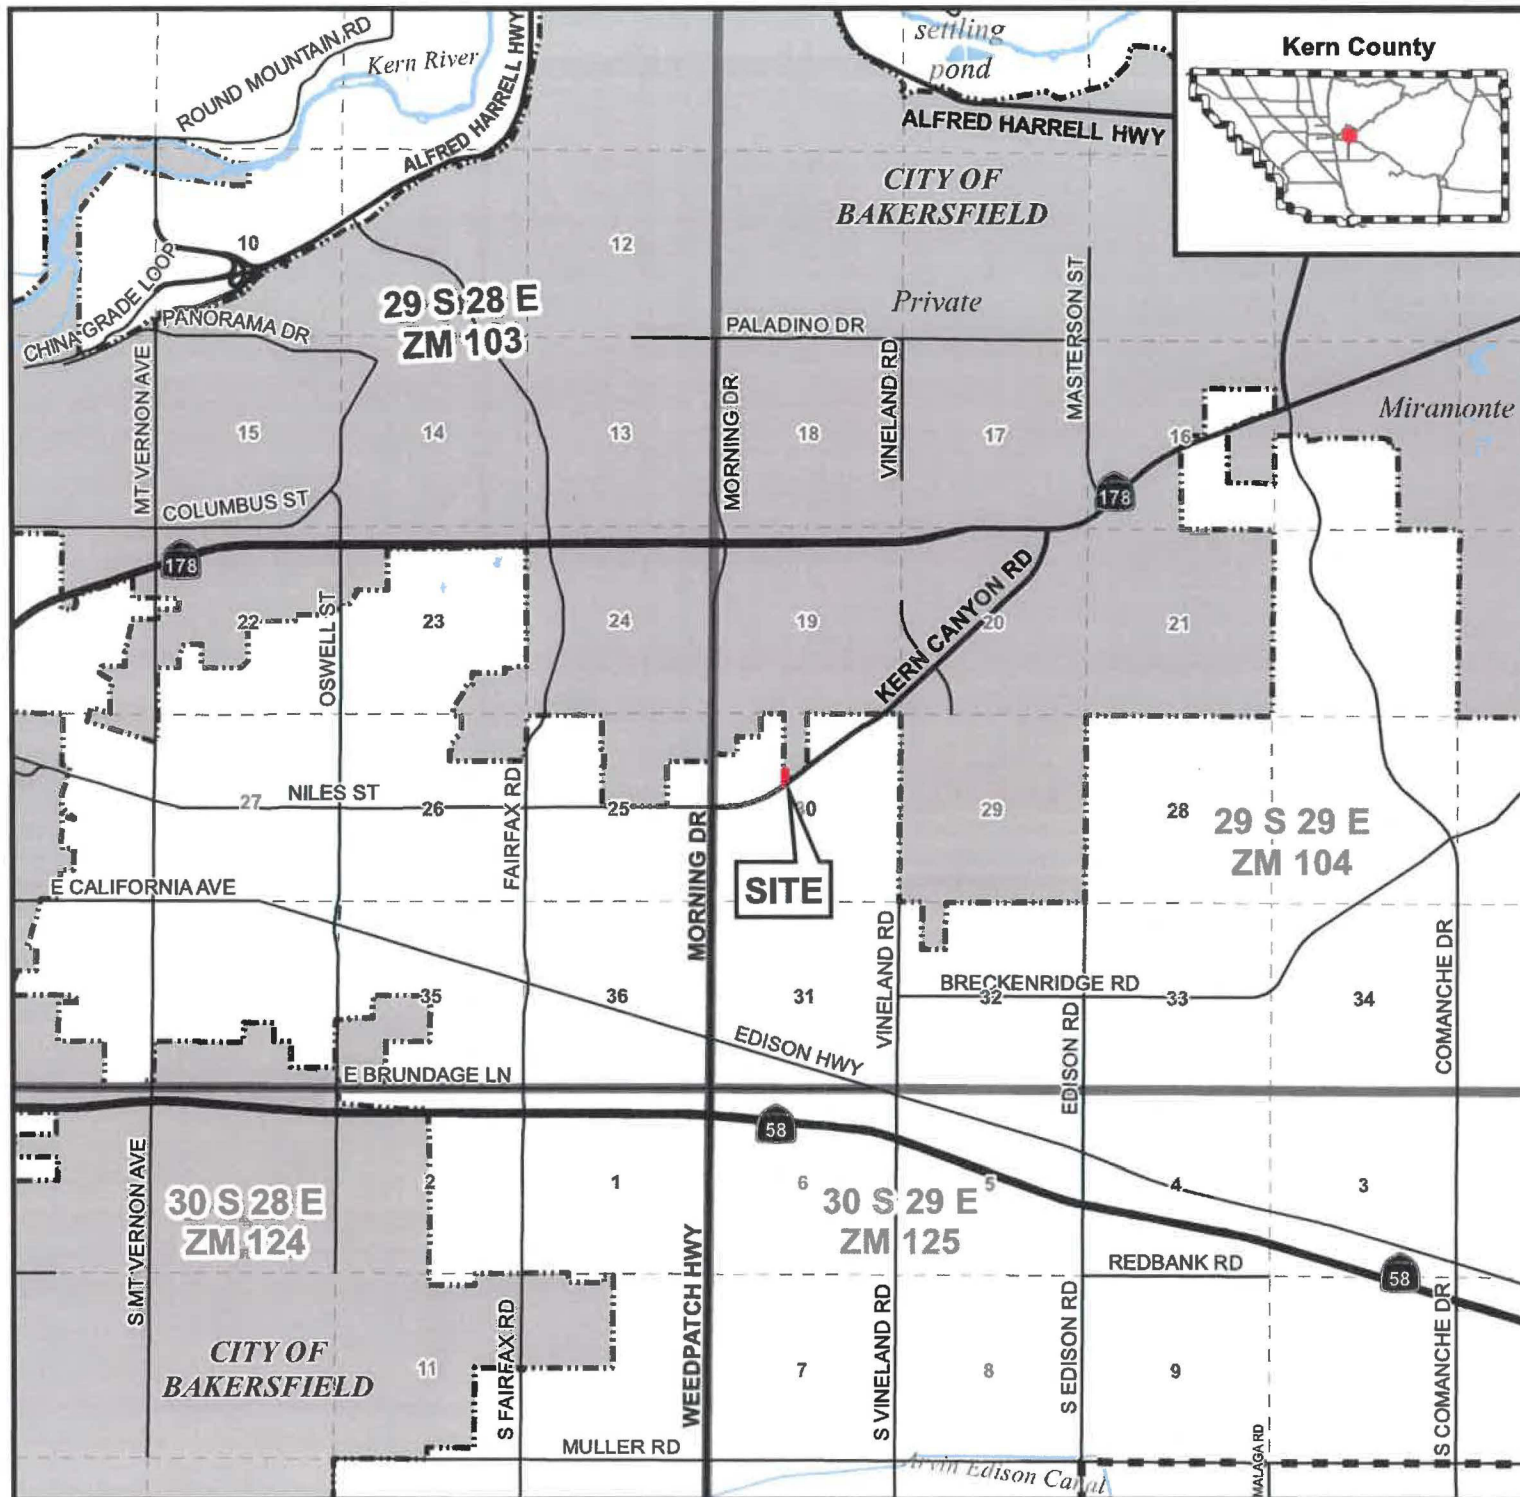 ROUND MOUNTAIN RD
Kern River
ALFRED HARRELL HWY
settling
pond
ALFRED HARRELL HWY
Kern County
CITY OF
BAKERSFIELD
10
12
CHINA GRADE LOOP
PANORAMA DR
29 S 28 E
ZM 103
Private
PALADINO DR
MASTERSON ST
MT VERNON AVE
MORNING DR
VINELAND RD
Miramonte
15
14
13
18
17
16
COLUMBUS ST
178
178
22
OSWELL ST
23
24
19
KERN CANYON RD
20
21
NILES ST
27
26
FAIRFAX RD
25
30
29
28
29 S 29 E
ZM 104
MORNING DR
SITE
E CALIFORNIA AVE
VINELAND RD
BRECKENRIDGE RD
COMANCHE DR
35
36
31
32
33
34
EDISON HWY
EDISON RD
E BRUNDAGE LN
58
S MT VERNON AVE
30 S 28 E
ZM 124
2
1
6
30 S 29 E
ZM 125
5
4
3
WEEDPATCH HWY
REDBANK RD
58
S FAIRFAX RD
S VINELAND RD
S EDISON RD
S COMANCHE DR
CITY OF
BAKERSFIELD
11
7
8
9
MULLER RD
MALAGA RD
Arvin Edison Canal